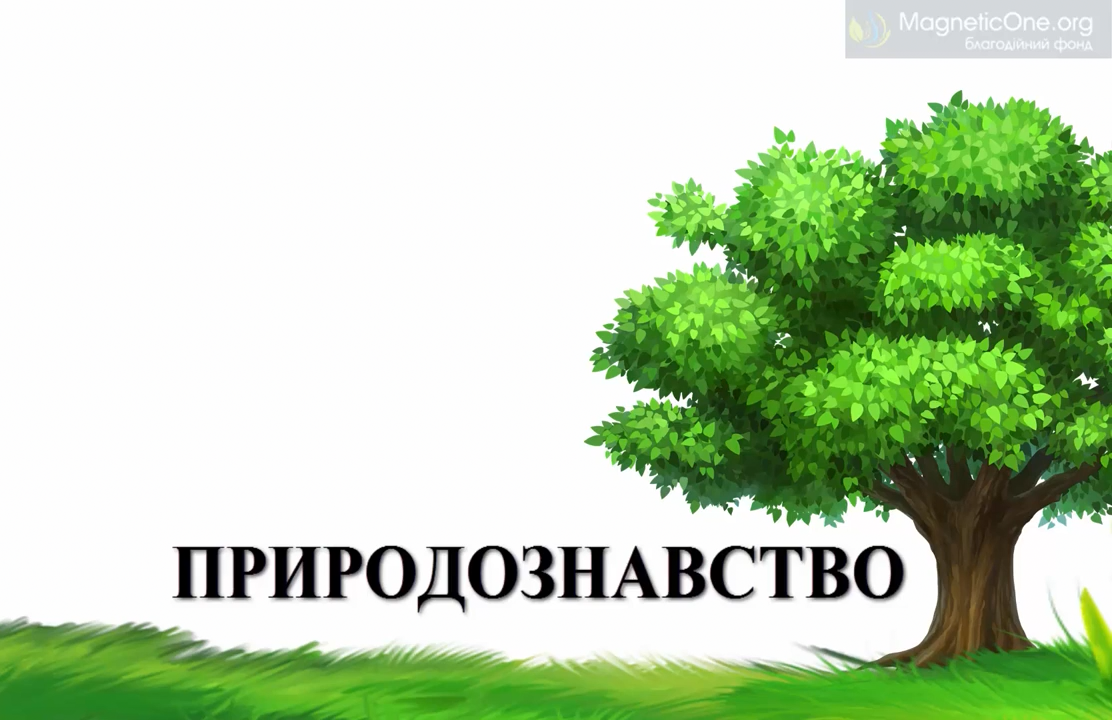 MagneticOne.org
благодійний фонд
ПРИРОДОЗНАВСТВО